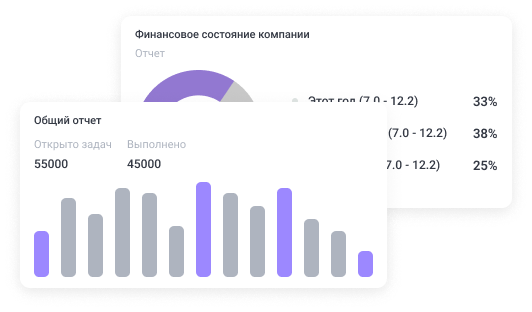 Финансовое состояние компании
Отчет
Этот год (7.0 - 12.2)
33%
(7.0 - 12.2)
38%
7.0 - 12.2)
25%
Общий отчет
Открыто задач
Выполнено
55000
45000